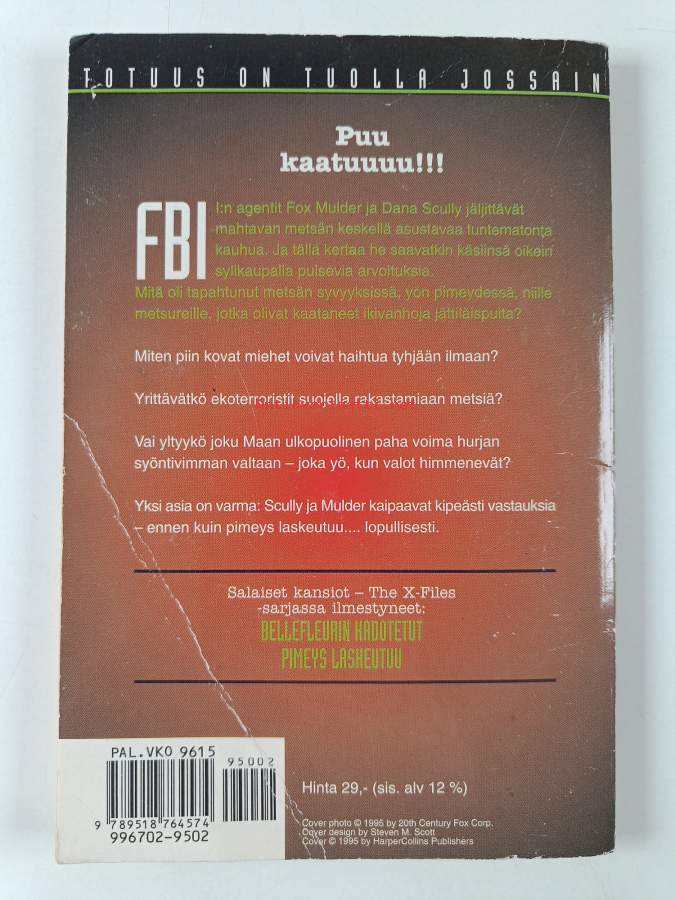 TOTUUS ON TUOLLA JOSSAIN
Puu
kaatuuuu!!!
FBI
I:n agentit Fox Mulder ja Dana Scully jäljittävät
mahtavan metsän keskellä asustavaa tuntematonta
kauhua. Ja tällä kertaa he saavatkin käsiinsä oikein
sylikaupalla pulsevia arvoituksia.
Mitä oli tapahtunut metsän syvyyksissä, yön pimeydessä, niille
metsureille, jotka olivat kaataneet ikivanhoja jättiläispuita?
Miten piin kovat miehet voivat haihtua tyhjään ilmaan?
Yrittävätkö ekoterroristit suojella rakastamiaan metsiä?
Vai yltyykö joku Maan ulkopuolinen paha voima hurjan
syöntivimman valtaan – joka yö, kun valot himmenevät?
Yksi asia on varma: Scully ja Mulder kaipaavat kipeästi vastauksia
– ennen kuin pimeys laskeutuu.... lopullisesti.
Salaiset kansiot – The X-Files
-sarjassa ilmestyneet:
BELLEFLEURIN KADOTETUT
PIMEYS LASKEUTUU
PAL.VKO 9615
95002
9 789518 764574
996702-9502
Hinta 29,- (sis. alv 12 %)
Cover photo © 1995 by 20th Century Fox Corp.
Cover design by Steven M. Scott
Cover © 1995 by HarperCollins Publishers